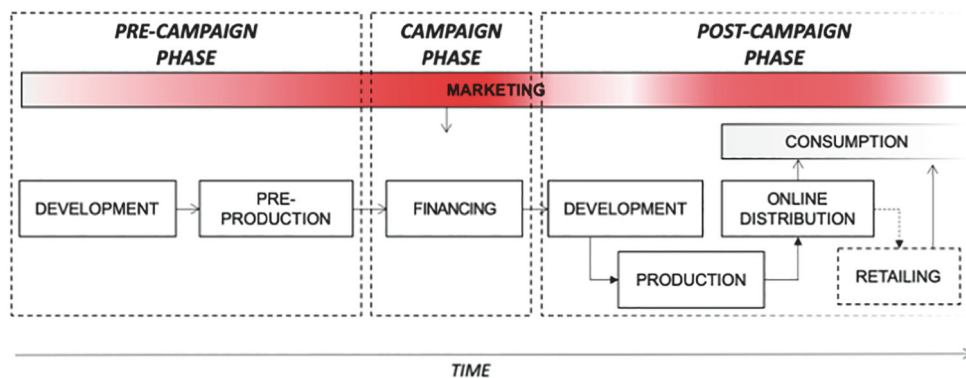 PRE-CAMPAIGN
PHASE
CAMPAIGN
PHASE
POST-CAMPAIGN
PHASE
MARKETING
CONSUMPTION
DEVELOPMENT
PRE-
PRODUCTION
FINANCING
DEVELOPMENT
ONLINE
DISTRIBUTION
PRODUCTION
RETAILING
TIME